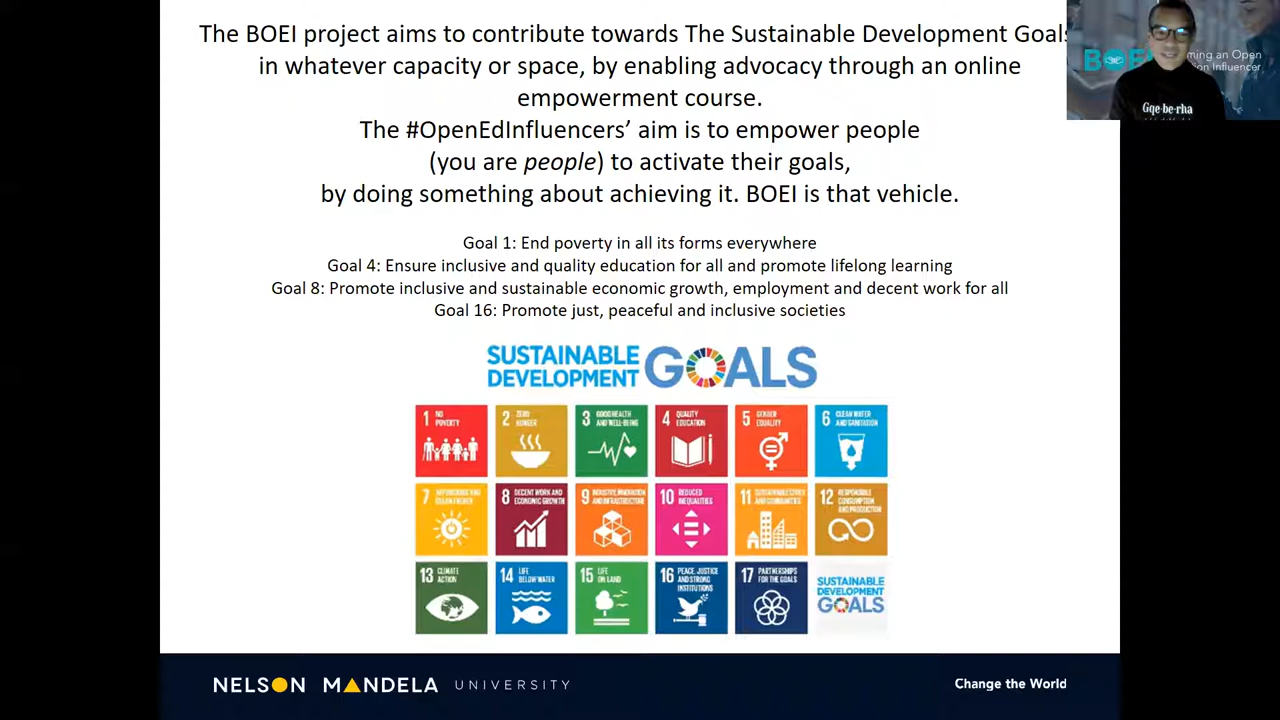 The BOEI project aims to contribute towards The Sustainable Development Goals
in whatever capacity or space, by enabling advocacy through an online
empowerment course.
The #OpenEdInfluencers’ aim is to empower people
(you are people) to activate their goals,
by doing something about achieving it. BOEI is that vehicle.
Goal 1: End poverty in all its forms everywhere
Goal 4: Ensure inclusive and quality education for all and promote lifelong learning
Goal 8: Promote inclusive and sustainable economic growth, employment and decent work for all
Goal 16: Promote just, peaceful and inclusive societies
BOEI
ming an Open
ion Influencer
Gqe·be·rha
SUSTAINABLE
DEVELOPMENT
GOALS
1 NO
POVERTY
2 ZERO
HUNGER
3 GOOD HEALTH
AND WELL-BEING
4 QUALITY
EDUCATION
5 GENDER
EQUALITY
6 CLEAN WATER
AND SANITATION
7 AFFORDABLE AND
CLEAN ENERGY
8 DECENT WORK AND
ECONOMIC GROWTH
9 INDUSTRY, INNOVATION
AND INFRASTRUCTURE
10 REDUCED
INEQUALITIES
11 SUSTAINABLE CITIES
AND COMMUNITIES
12 RESPONSIBLE
CONSUMPTION
AND PRODUCTION
13 CLIMATE
ACTION
14 LIFE
BELOW WATER
15 LIFE
ON LAND
16 PEACE, JUSTICE
AND STRONG
INSTITUTIONS
17 PARTNERSHIPS
FOR THE GOALS
SUSTAINABLE
DEVELOPMENT
GOALS
NELSON MANDELA UNIVERSITY
Change the World